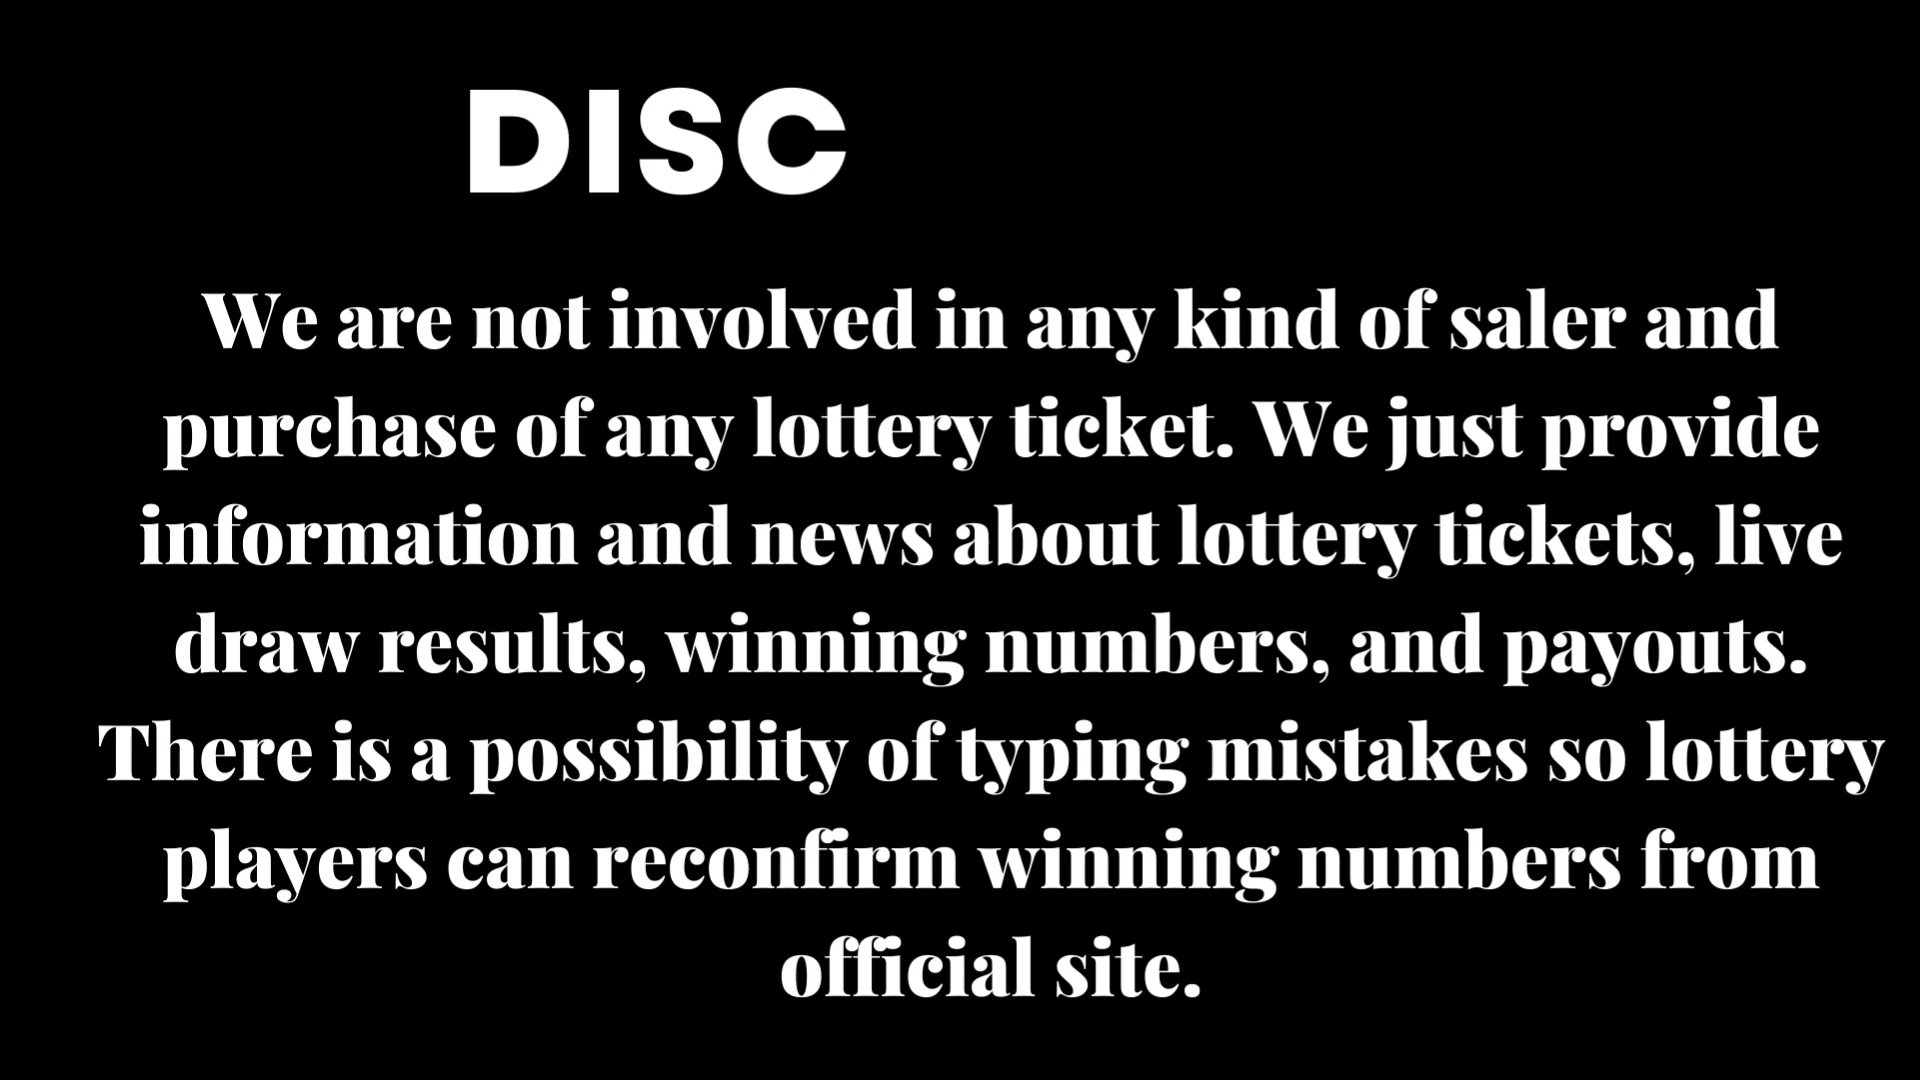 DISC
We are not involved in any kind of saler and
purchase of any lottery ticket. We just provide
information and news about lottery tickets, live
draw results, winning numbers, and payouts.
There is a possibility of typing mistakes so lottery
players can reconfirm winning numbers from
official site.